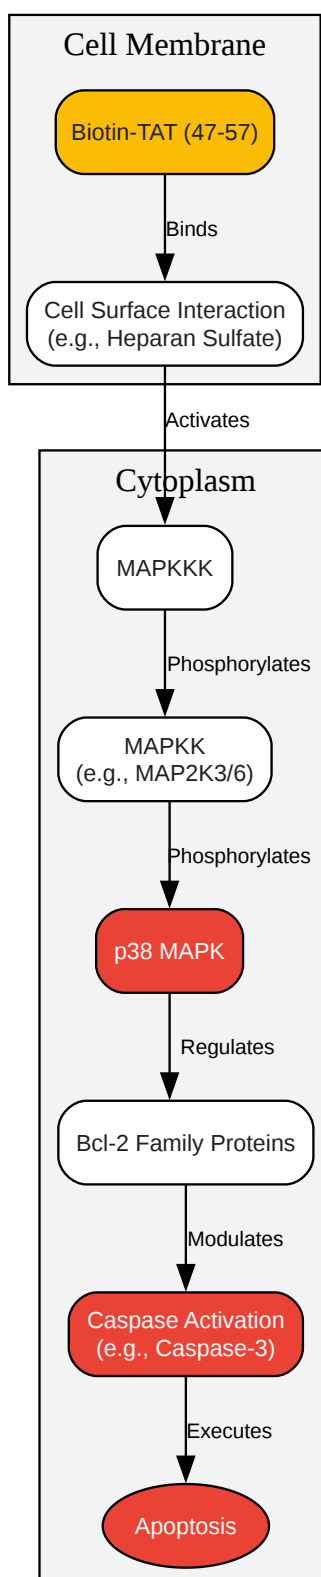 Cell Membrane
Biotin-TAT (47-57)
Binds
Cell Surface Interaction
(e.g., Heparan Sulfate)
Activates
Cytoplasm
MAPKKK
Phosphorylates
MAPKK
(e.g., MAP2K3/6)
Phosphorylates
p38 MAPK
Regulates
Bcl-2 Family Proteins
Modulates
Caspase Activation
(e.g., Caspase-3)
Executes
Apoptosis